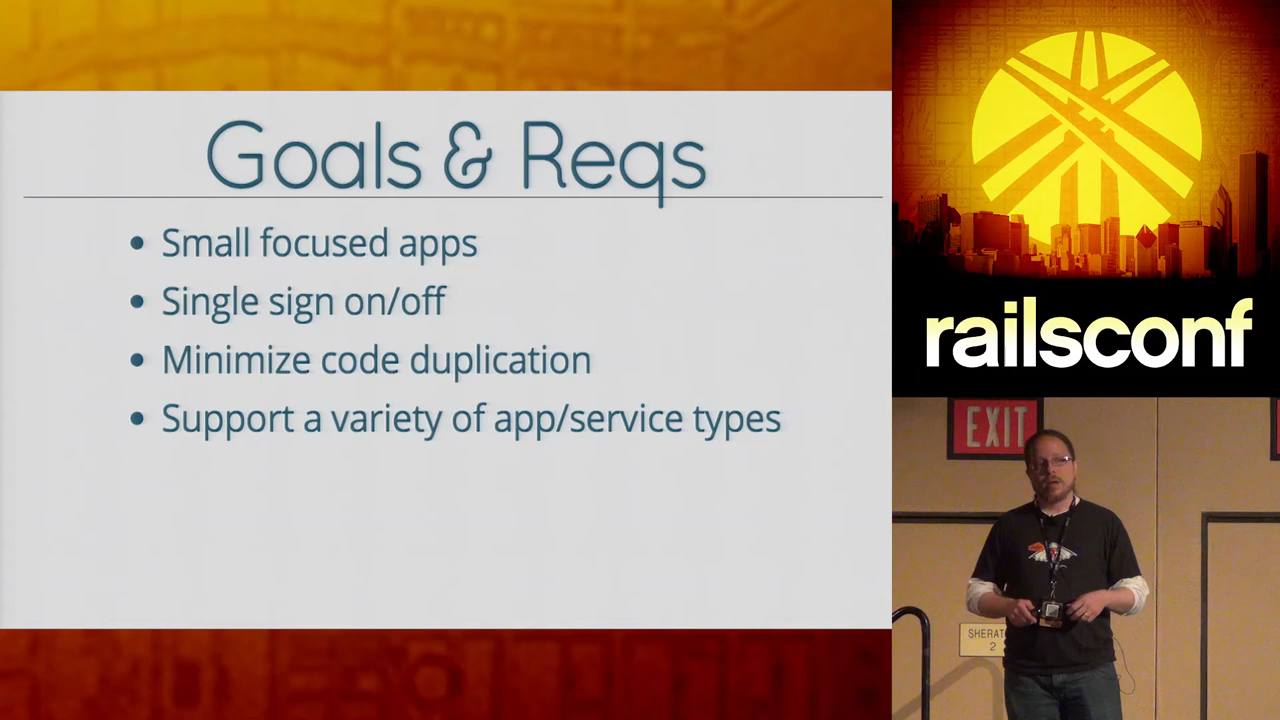 Goals & Reqs
• Small focused apps
• Single sign on/off
• Minimize code duplication
• Support a variety of app/service types
railsconf
EXIT
2